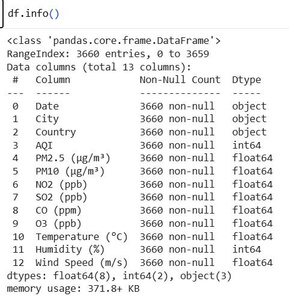 df.info()
<class 'pandas.core.frame.DataFrame'>
RangeIndex: 3660 entries, 0 to 3659
Data columns (total 13 columns):
 #   Column           Non-Null Count  Dtype
---  ------           --------------  -----
 0   Date             3660 non-null   object
 1   City             3660 non-null   object
 2   Country          3660 non-null   object
 3   AQI              3660 non-null   int64
 4   PM2.5 (µg/m³)    3660 non-null   float64
 5   PM10 (µg/m³)     3660 non-null   float64
 6   NO2 (ppb)        3660 non-null   float64
 7   SO2 (ppb)        3660 non-null   float64
 8   CO (ppm)         3660 non-null   float64
 9   O3 (ppb)         3660 non-null   float64
 10  Temperature (°C) 3660 non-null   float64
 11  Humidity (%)     3660 non-null   int64
 12  Wind Speed (m/s) 3660 non-null   float64
dtypes: float64(8), int64(2), object(3)
memory usage: 371.8+ KB